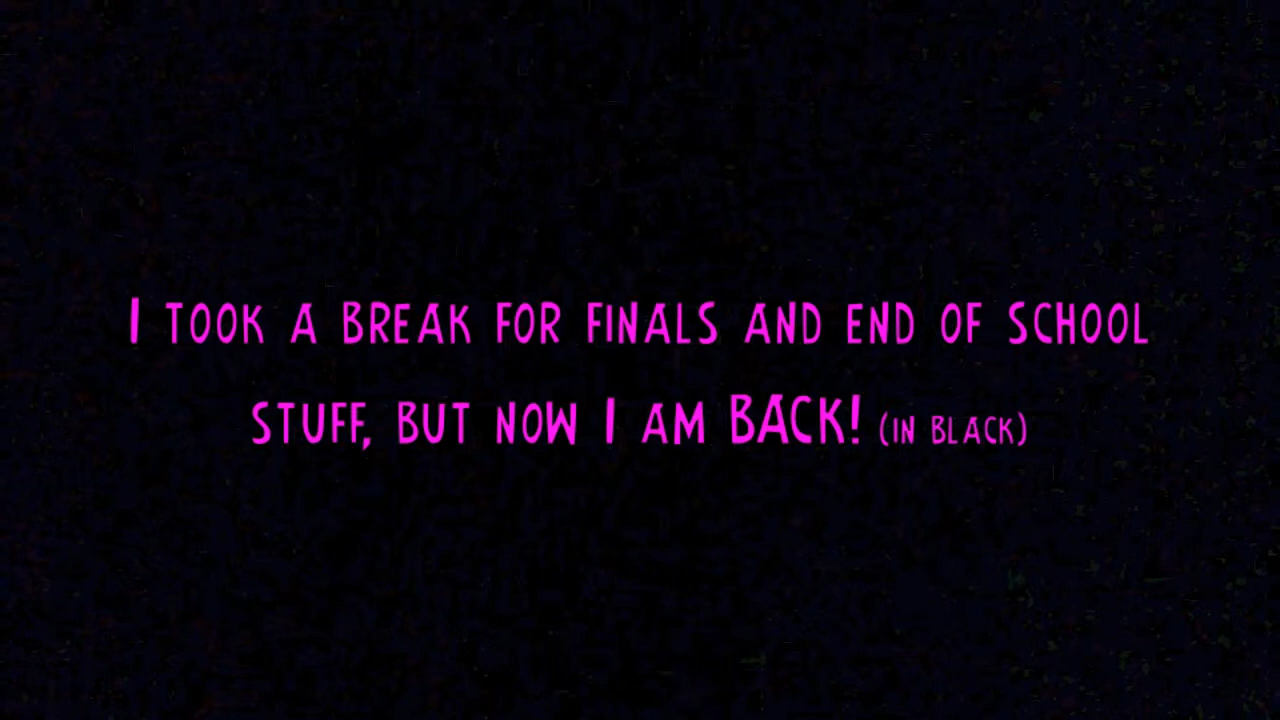 I TOOK A BREAK FOR FINALS AND END OF SCHOOL
STUFF, BUT NOW I AM BACK! (IN BLACK)